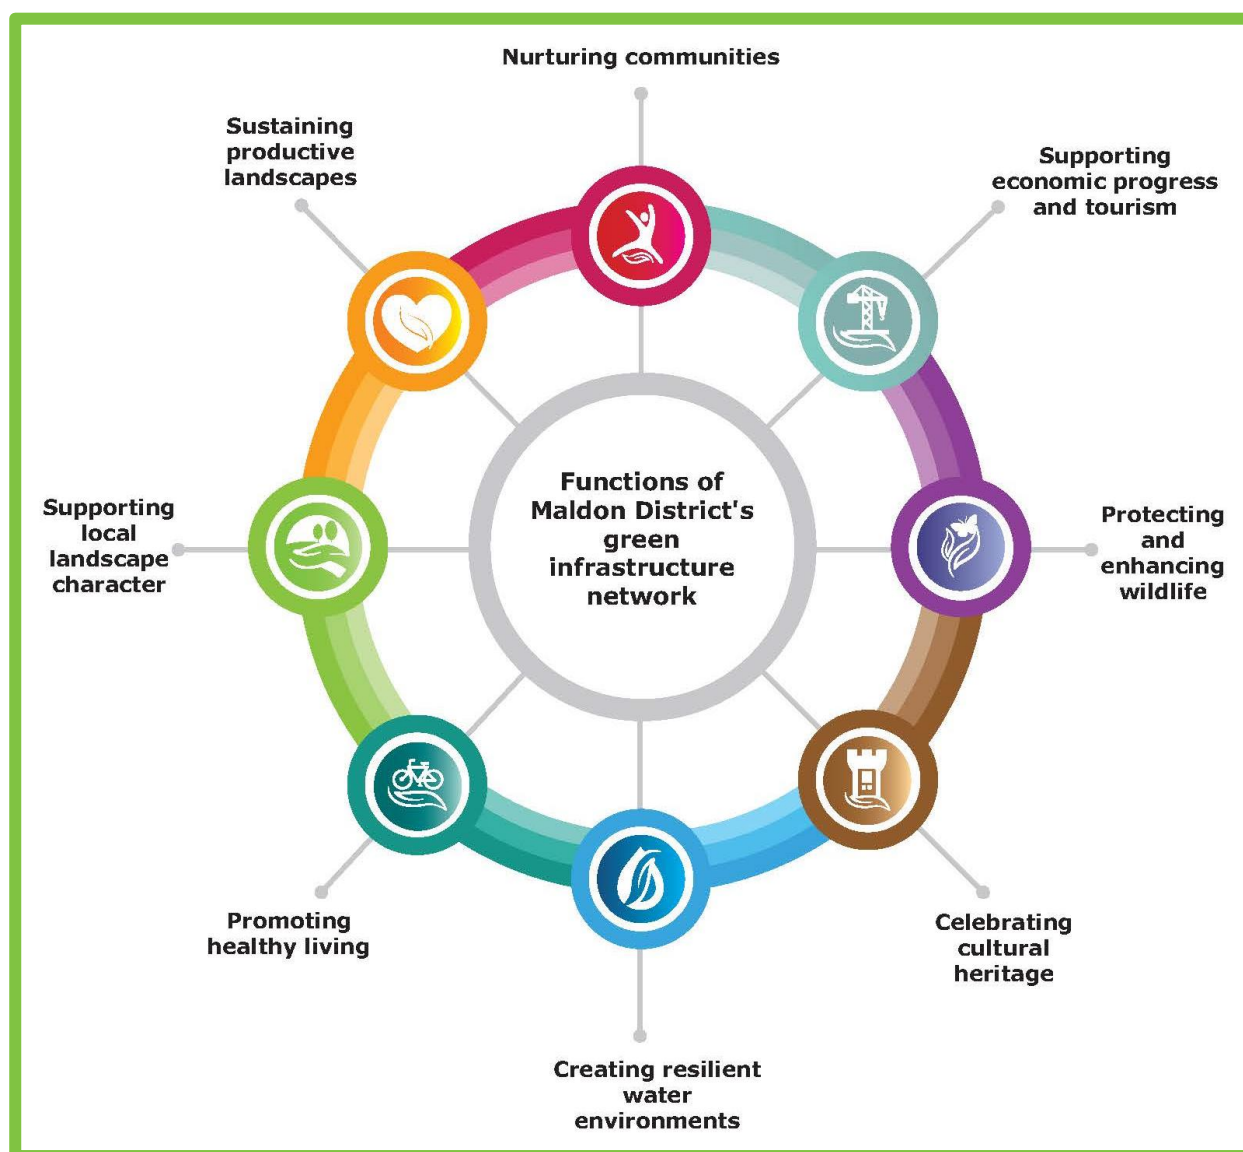 Nurturing communities
Sustaining
productive
landscapes
Supporting
economic progress
and tourism
Functions of
Maldon District's
green
infrastructure
network
Supporting
local
landscape
character
Protecting
and
enhancing
wildlife
Promoting
healthy living
Celebrating
cultural
heritage
Creating resilient
water
environments